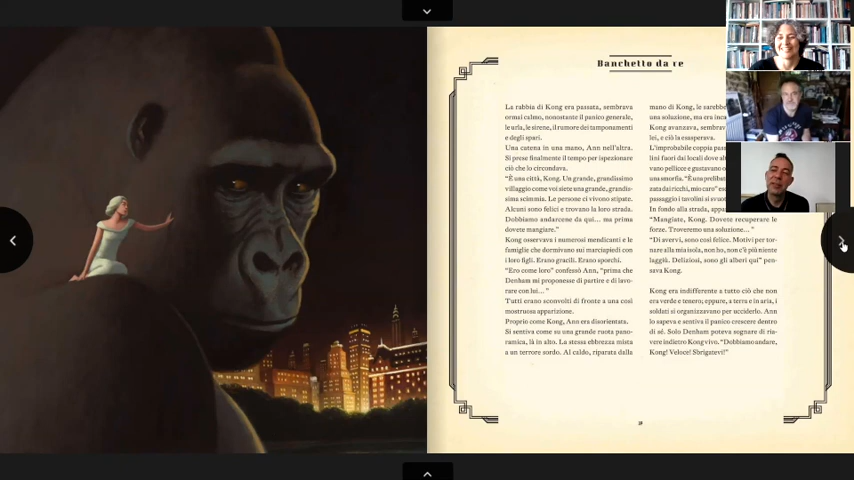 Banchetto da re
La rabbia di Kong era passata, sembrava
ormai calmo, nonostante il panico generale,
le urla, le sirene, il rumore dei tamponamenti
e degli spari.
Una catena in una mano, Ann nell'altra.
Si prese finalmente il tempo per ispezionare
ciò che lo circondava.
"È una città, Kong. Un grande, grandissimo
villaggio come voi siete una grande, grandis-
sima scimmia. Le persone ci vivono stipate.
Alcuni sono felici e trovano la loro strada.
Dobbiamo andarcene da qui... ma prima
dovete mangiare."
Kong osservava i numerosi mendicanti e le
famiglie che dormivano sui marciapiedi con
i loro figli. Erano gracili. Erano sporchi.
"Ero come loro" confessò Ann, "prima che
Denham mi proponesse di partire e di lavo-
rare con lui..."
Tutti erano sconvolti di fronte a una così
mostruosa apparizione.
Proprio come Kong, Ann era disorientata.
Si sentiva come su una grande ruota pano-
ramica, là in alto. La stessa ebbrezza mista
a un terrore sordo. Al caldo, riparata dalla
mano di Kong, le sarebbe
una soluzione, ma era inca
Kong avanzava, sembrav
lei, e ciò la esasperava.
L'improbabile coppia pas
lini fuori dai locali dove al
vano pellicce e gustavano o
una smorfia. "È una prelibat
zata dai ricchi, mio caro"
passaggio i tavolini si svuot
In fondo alla strada, appa
"Mangiate, Kong. Dovete recuperare le
forze. Troveremo una soluzione..."
"Di avervi, sono così felice. Motivi per tor-
nare alla mia isola, non ho, non c'è più niente
laggiù. Deliziosi, sono gli alberi qui" pen-
sava Kong.
Kong era indifferente a tutto ciò che non
era verde e tenero; eppure, a terra e in aria, i
soldati si organizzavano per ucciderlo. Ann
lo sapeva e sentiva il panico crescere dentro
di sé. Solo Denham poteva sognare di ria-
vere indietro Kong vivo. "Dobbiamo andare,
Kong! Veloce! Sbrigatevi!"